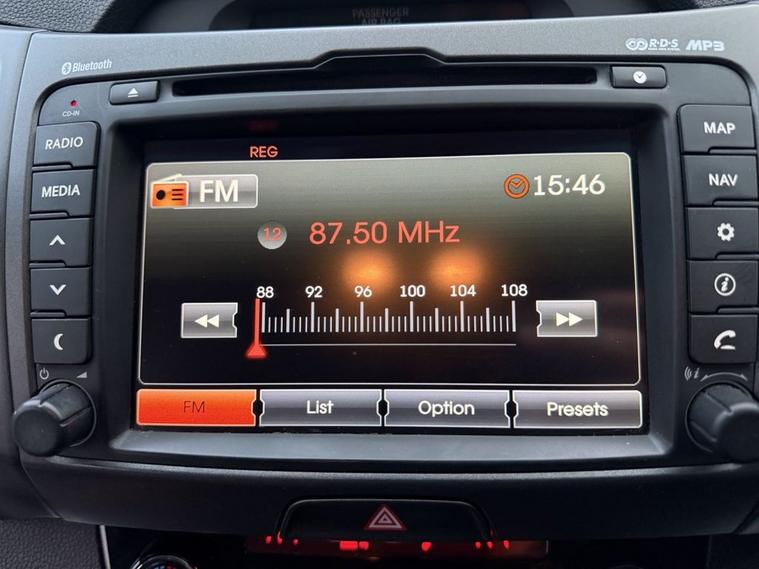 PASSENGER
AIR BAG
R·D·S MP3
Bluetooth
CD-IN
RADIO
MEDIA
MAP
NAV
REG
FM
15:46
12 87.50 MHz
88 92 96 100 104 108
FM List Option Presets